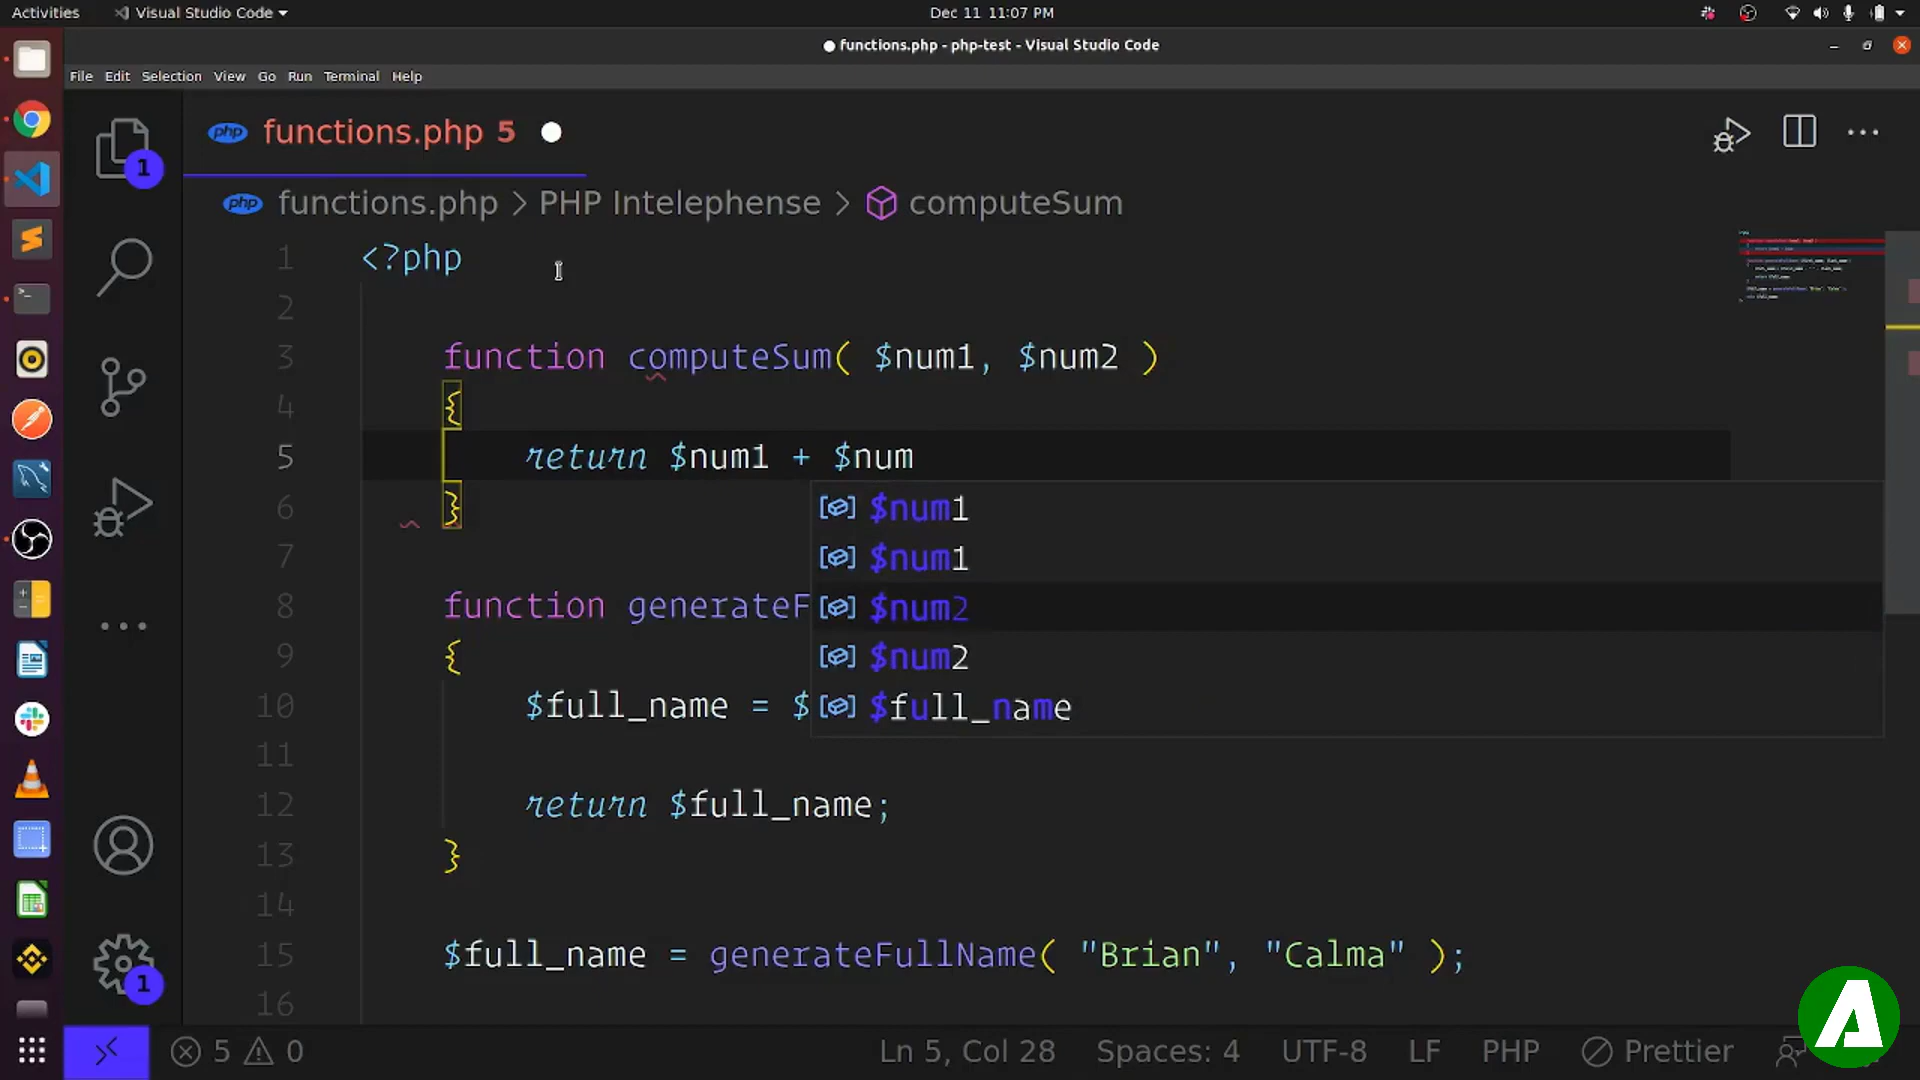 Activities Visual Studio Code Dec 11 11:07 PM
functions.php - php-test - Visual Studio Code
File Edit Selection View Go Run Terminal Help
php functions.php 5
1
php functions.php > PHP Intelephense > computeSum
1 <?php
2
3 function computeSum( $num1, $num2 )
4 {
5 return $num1 + $num
6 }
$num1
7
$num1
8 function generateF
$num2
9 {
$num2
10 $full_name = $
$full_name
11
12 return $full_name;
13 }
14
15 $full_name = generateFullName( "Brian", "Calma" );
1
16
5 0 Ln 5, Col 28 Spaces: 4 UTF-8 LF PHP Prettier
A